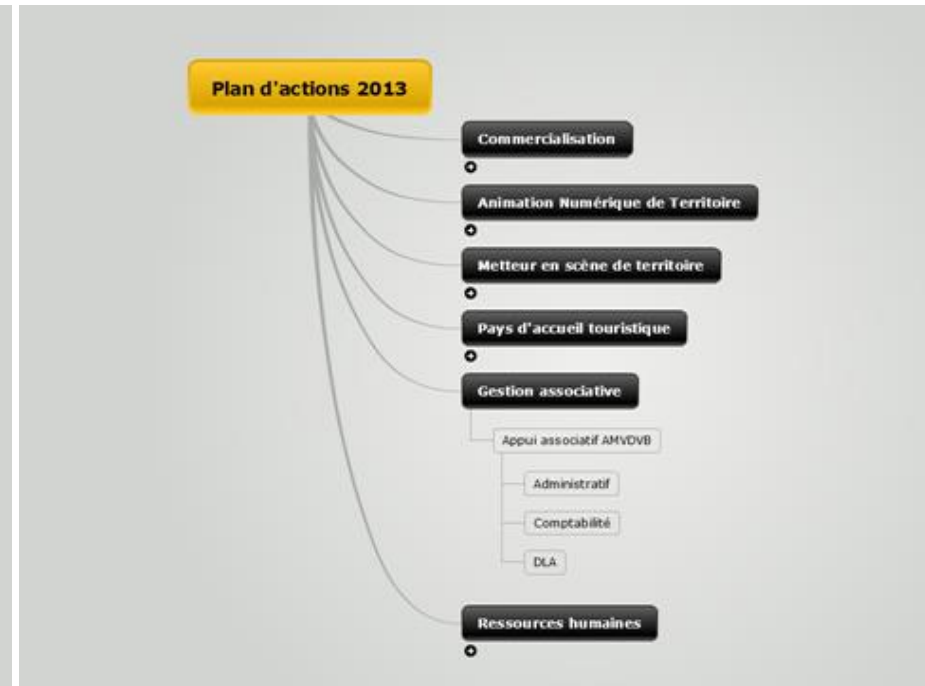 Plan d'actions 2013
Commercialisation
Animation Numérique de Territoire
Metteur en scène de territoire
Pays d'accueil touristique
Gestion associative
Appui associatif AMVDVB
Administratif
Comptabilité
DLA
Ressources humaines